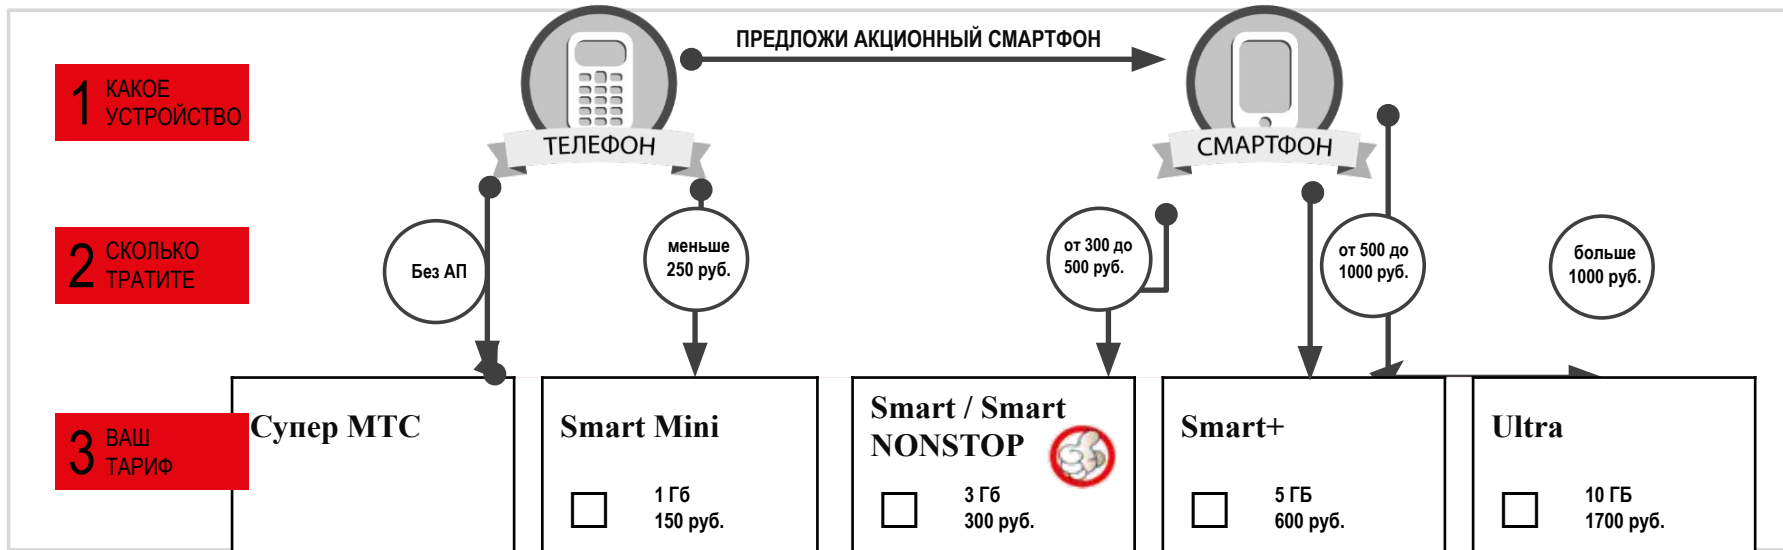 ПРЕДЛОЖИ АКЦИОННЫЙ СМАРТФОН
1 КАКОЕ
УСТРОЙСТВО
ТЕЛЕФОН
СМАРТФОН
2 СКОЛЬКО
ТРАТИТЕ
Без АП
меньше
250 руб.
от 300 до
500 руб.
от 500 до
1000 руб.
больше
1000 руб.
3 ВАШ
ТАРИФ
Супер МТС
Smart Mini
1 Гб
150 руб.
Smart / Smart
NONSTOP
3 Гб
300 руб.
Smart+
5 ГБ
600 руб.
Ultra
10 ГБ
1700 руб.